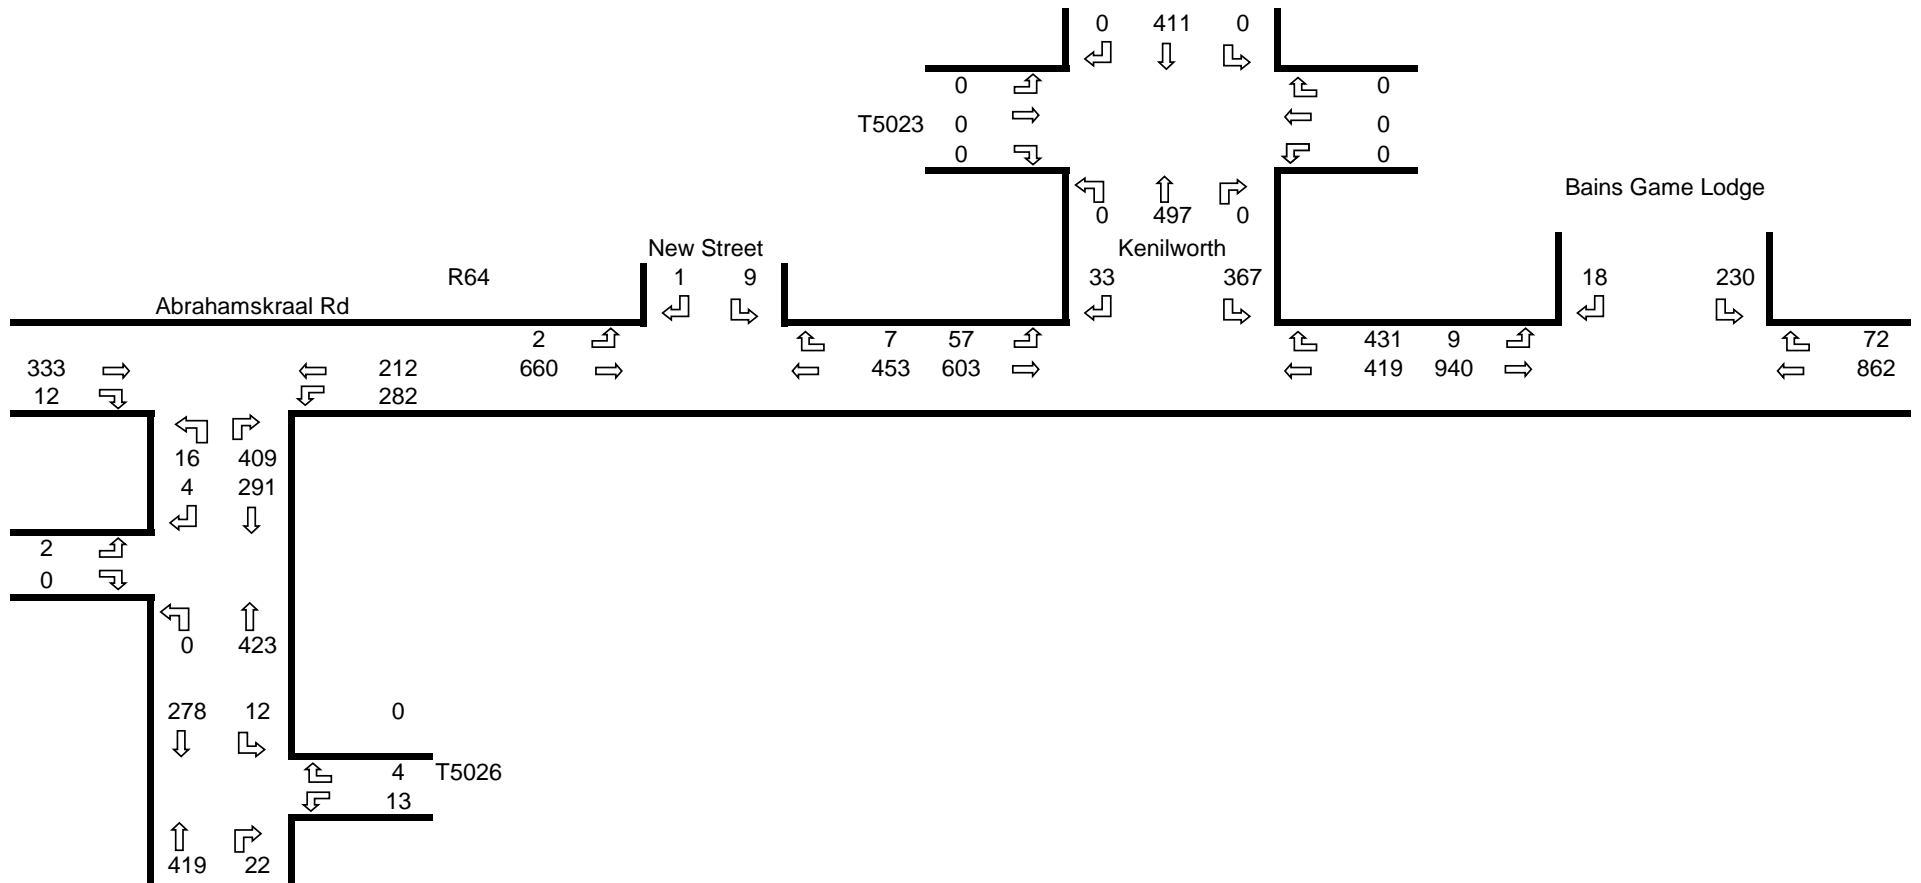 0 411 0
0 0
T5023 0 0
0 0
Bains Game Lodge
0 497 0
New Street Kenilworth
R64 1 9 33 367 18 230
Abrahamskraal Rd
2 7 57 431 9 72
333 212 660 453 603 419 940 862
12 282
16 409
4 291
2
0
0 423
278 12 0
4 T5026
13
419 22